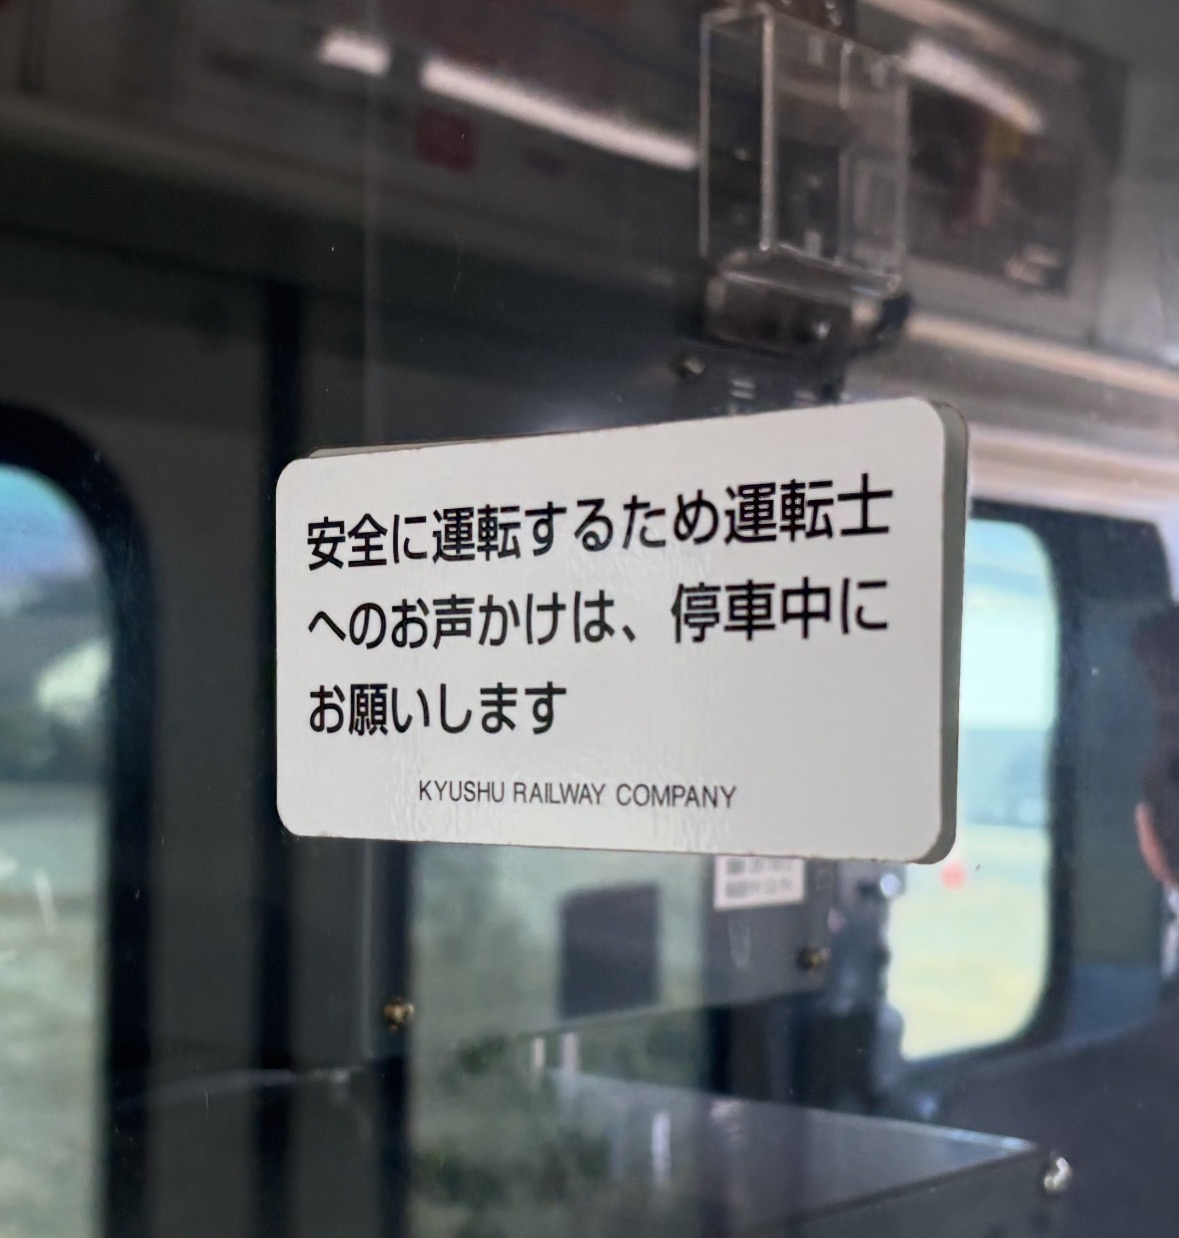 安全に運転するため運転士
へのお声かけは、停車中に
お願いします
KYUSHU RAILWAY COMPANY